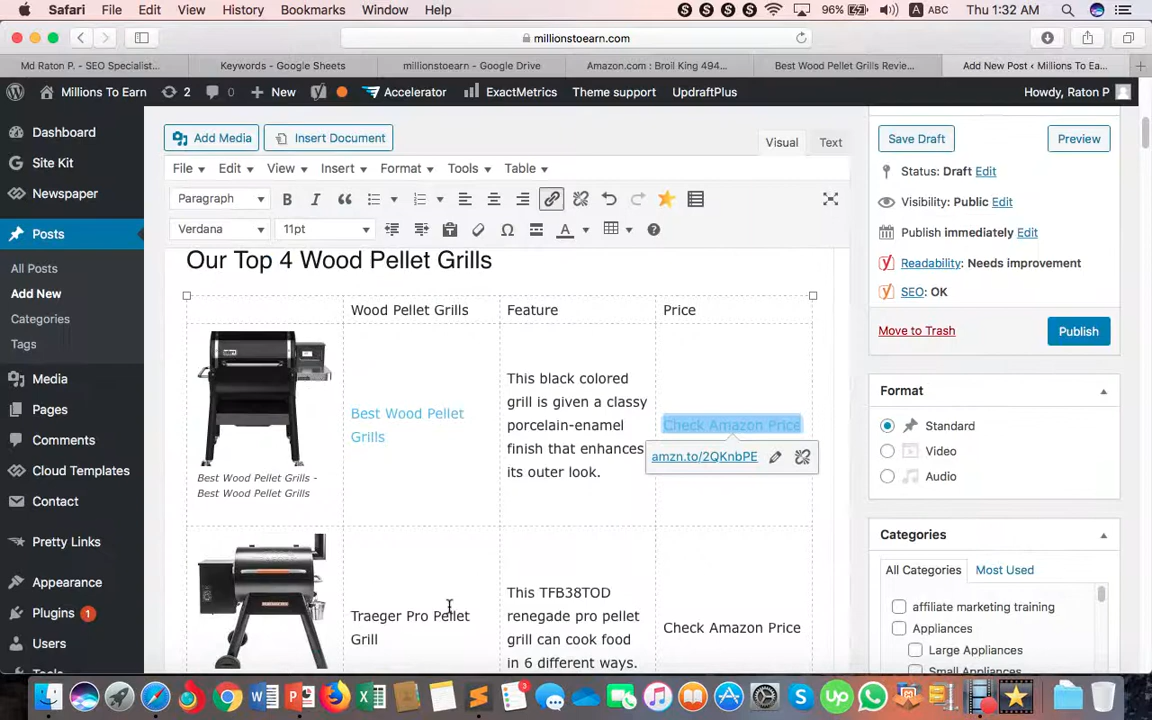 Safari File Edit View History Bookmarks Window Help 96% A ABC Thu 1:32 AM
millionstoearn.com
Md Raton P. - SEO Specialist... Keywords - Google Sheets millionstoearn - Google Drive Amazon.com : Broil King 494... Best Wood Pellet Grills Revie... Add New Post ‹ Millions To Ea...
Millions To Earn 2 0 New Accelerator ExactMetrics Theme support UpdraftPlus Howdy, Raton P
Dashboard
Site Kit
Newspaper
Posts
All Posts
Add New
Categories
Tags
Media
Pages
Comments
Cloud Templates
Contact
Pretty Links
Appearance
Plugins 1
Users
Tools
Add Media Insert Document
Visual Text
File Edit View Insert Format Tools Table
Paragraph
Verdana 11pt
Our Top 4 Wood Pellet Grills
Wood Pellet Grills Feature Price
Best Wood Pellet Grills -
Best Wood Pellet Grills
Best Wood Pellet
Grills
This black colored
grill is given a classy
porcelain-enamel
finish that enhances
its outer look.
Check Amazon Price
amzn.to/2QKnbPE
Traeger Pro Pellet
Grill
This TFB38TOD
renegade pro pellet
grill can cook food
in 6 different ways.
Check Amazon Price
Save Draft Preview
Status: Draft Edit
Visibility: Public Edit
Publish immediately Edit
Readability: Needs improvement
SEO: OK
Move to Trash Publish
Format
Standard
Video
Audio
Categories
All Categories Most Used
affiliate marketing training
Appliances
Large Appliances
Small Appliances